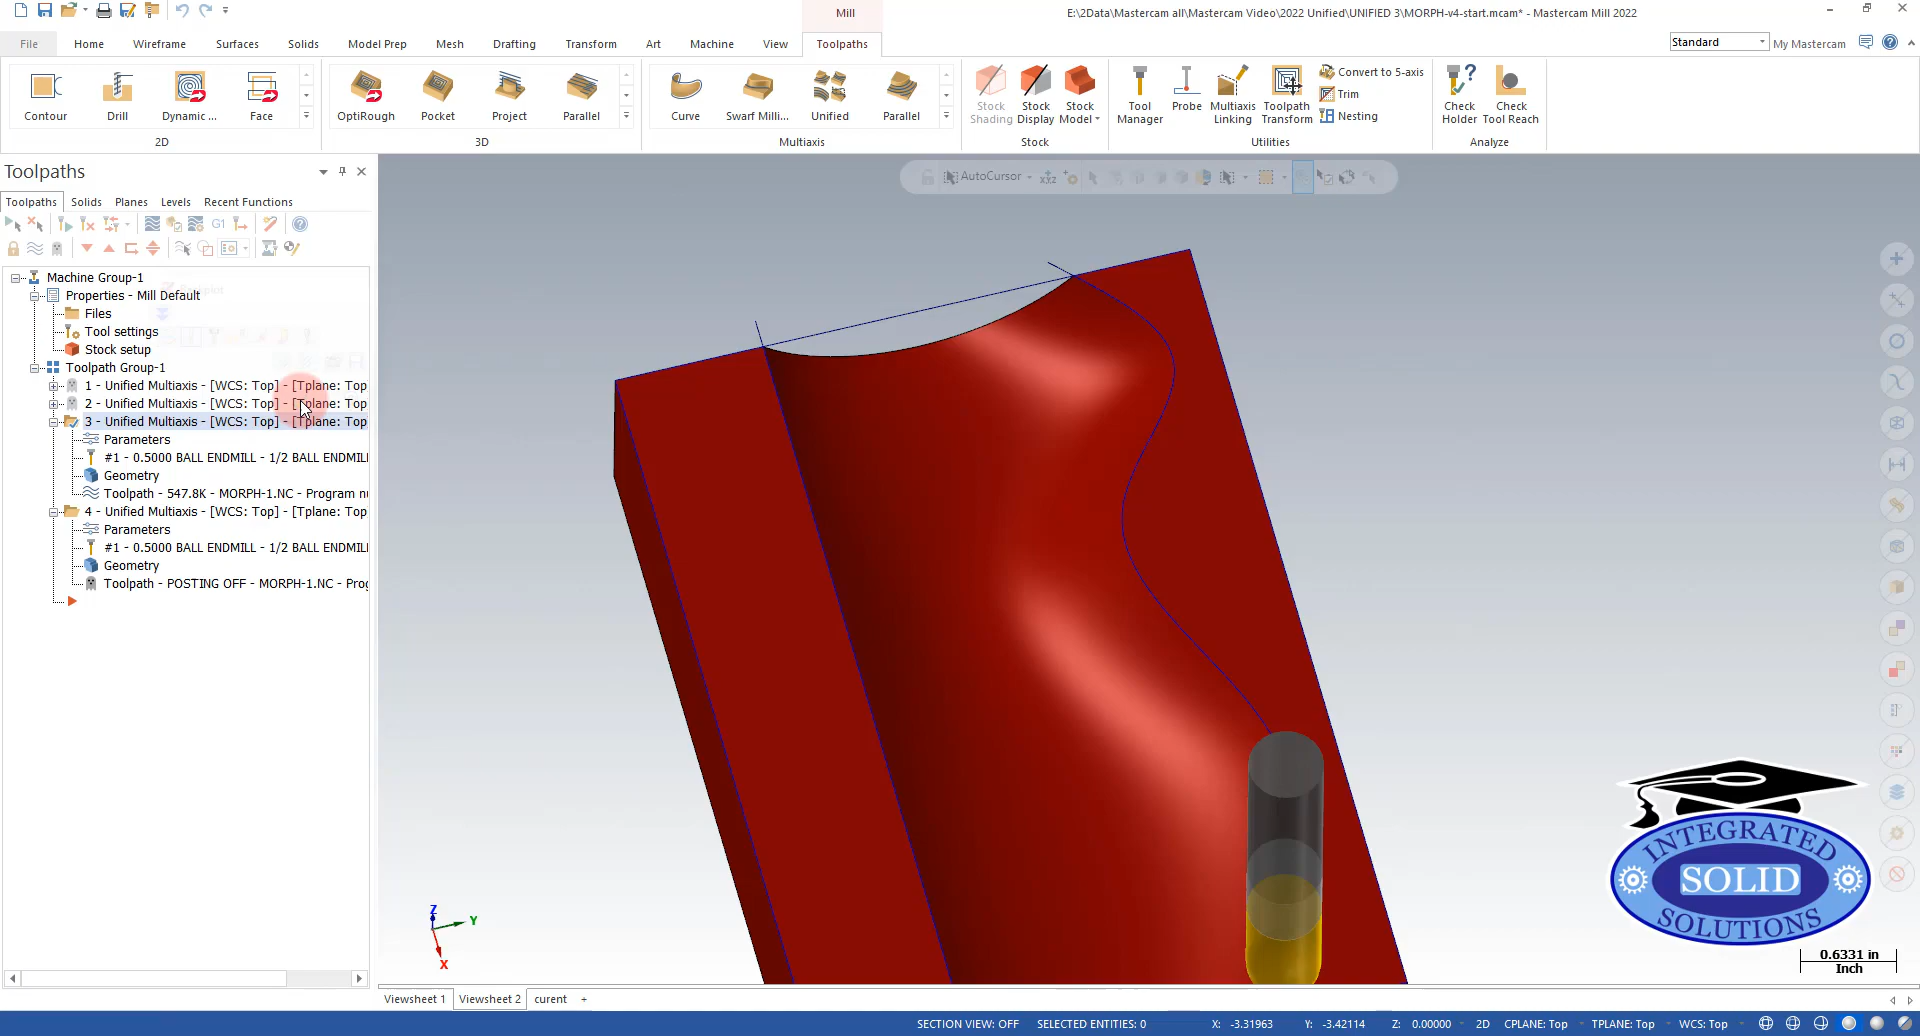 Mill
E:\2Data\Mastercam all\Mastercam Video\2022 Unified\UNIFIED 3\MORPH-v4-start.mcam* - Mastercam Mill 2022
File Home Wireframe Surfaces Solids Model Prep Mesh Drafting Transform Art Machine View Toolpaths
Standard My Mastercam
Contour Drill Dynamic ... Face
OptiRough Pocket Project Parallel
Curve Swarf Milli... Unified Parallel
Stock Shading Stock Display Stock Model
Tool Manager Probe Multiaxis Linking Toolpath Transform
Convert to 5-axis
Trim
Nesting
Check Holder Check Tool Reach
2D 3D Multiaxis Stock Utilities Analyze
Toolpaths
Toolpaths Solids Planes Levels Recent Functions
G1
AutoCursor
Machine Group-1
Properties - Mill Default
Files
Tool settings
Stock setup
Toolpath Group-1
1 - Unified Multiaxis - [WCS: Top] - [Tplane: Top
2 - Unified Multiaxis - [WCS: Top] - [Tplane: Top
3 - Unified Multiaxis - [WCS: Top] - [Tplane: Top
Parameters
#1 - 0.5000 BALL ENDMILL - 1/2 BALL ENDMILL
Geometry
Toolpath - 547.8K - MORPH-1.NC - Program nu
4 - Unified Multiaxis - [WCS: Top] - [Tplane: Top
Parameters
#1 - 0.5000 BALL ENDMILL - 1/2 BALL ENDMILL
Geometry
Toolpath - POSTING OFF - MORPH-1.NC - Prog
Z
Y
X
INTEGRATED
SOLID
SOLUTIONS
0.6331 in
Inch
Viewsheet 1 Viewsheet 2 curent +
SECTION VIEW: OFF SELECTED ENTITIES: 0 X: -3.31963 Y: -3.42114 Z: 0.00000 2D CPLANE: Top TPLANE: Top WCS: Top